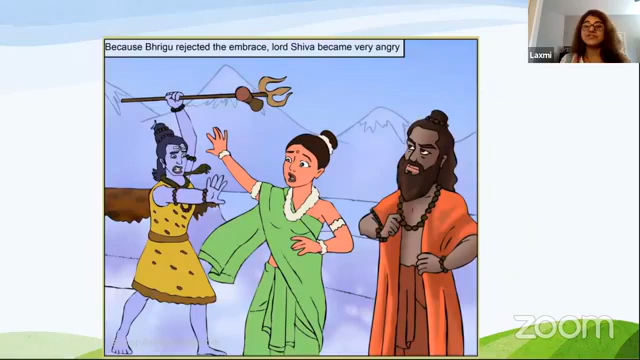 Because Bhrigu rejected the embrace, lord Shiva became very angry
Laxmi
zoom